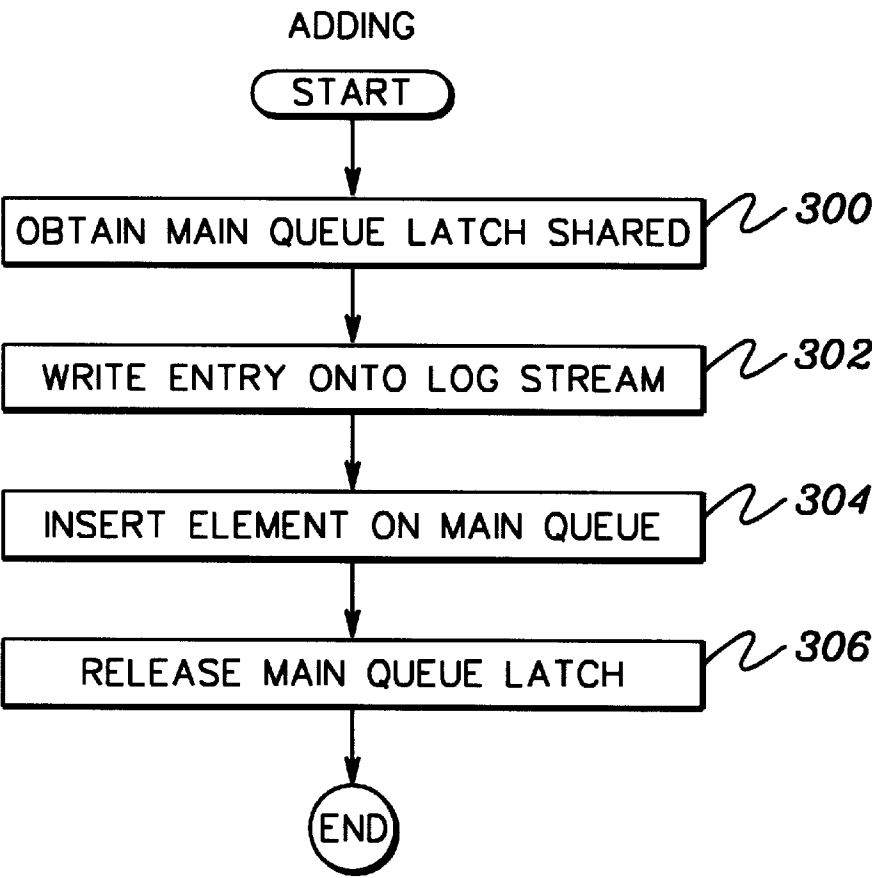 ADDING
START
OBTAIN MAIN QUEUE LATCH SHARED
300
WRITE ENTRY ONTO LOG STREAM
302
INSERT ELEMENT ON MAIN QUEUE
304
RELEASE MAIN QUEUE LATCH
306
END